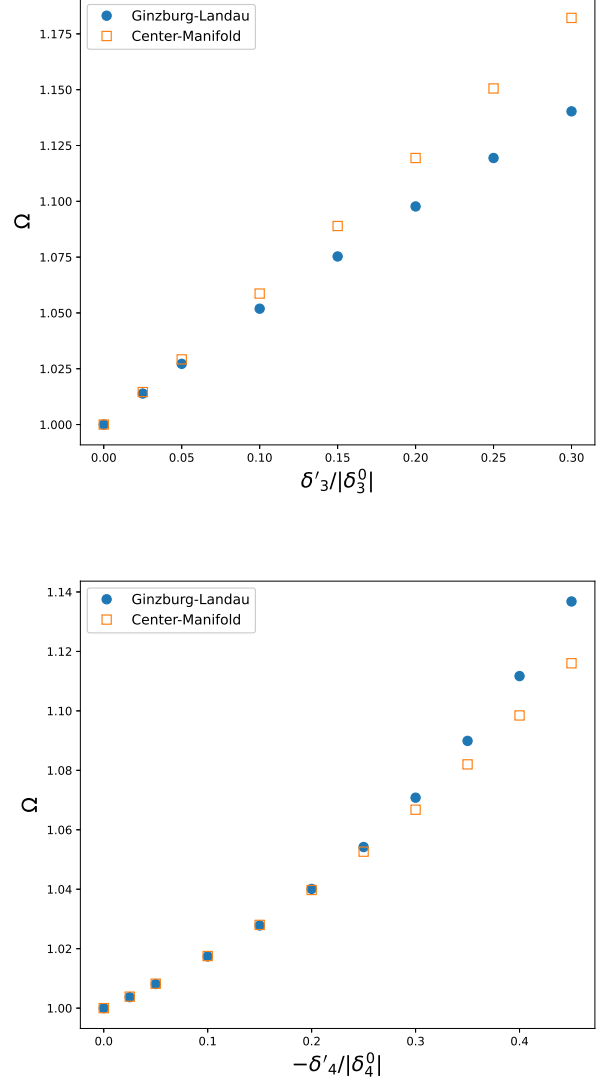 Ginzburg-Landau
Center-Manifold
1.175
1.150
1.125
1.100
1.075
1.050
1.025
1.000
Ω
0.00 0.05 0.10 0.15 0.20 0.25 0.30
δ′₃/|δ₃⁰|
Ginzburg-Landau
Center-Manifold
1.14
1.12
1.10
1.08
1.06
1.04
1.02
1.00
Ω
0.0 0.1 0.2 0.3 0.4
−δ′₄/|δ₄⁰|